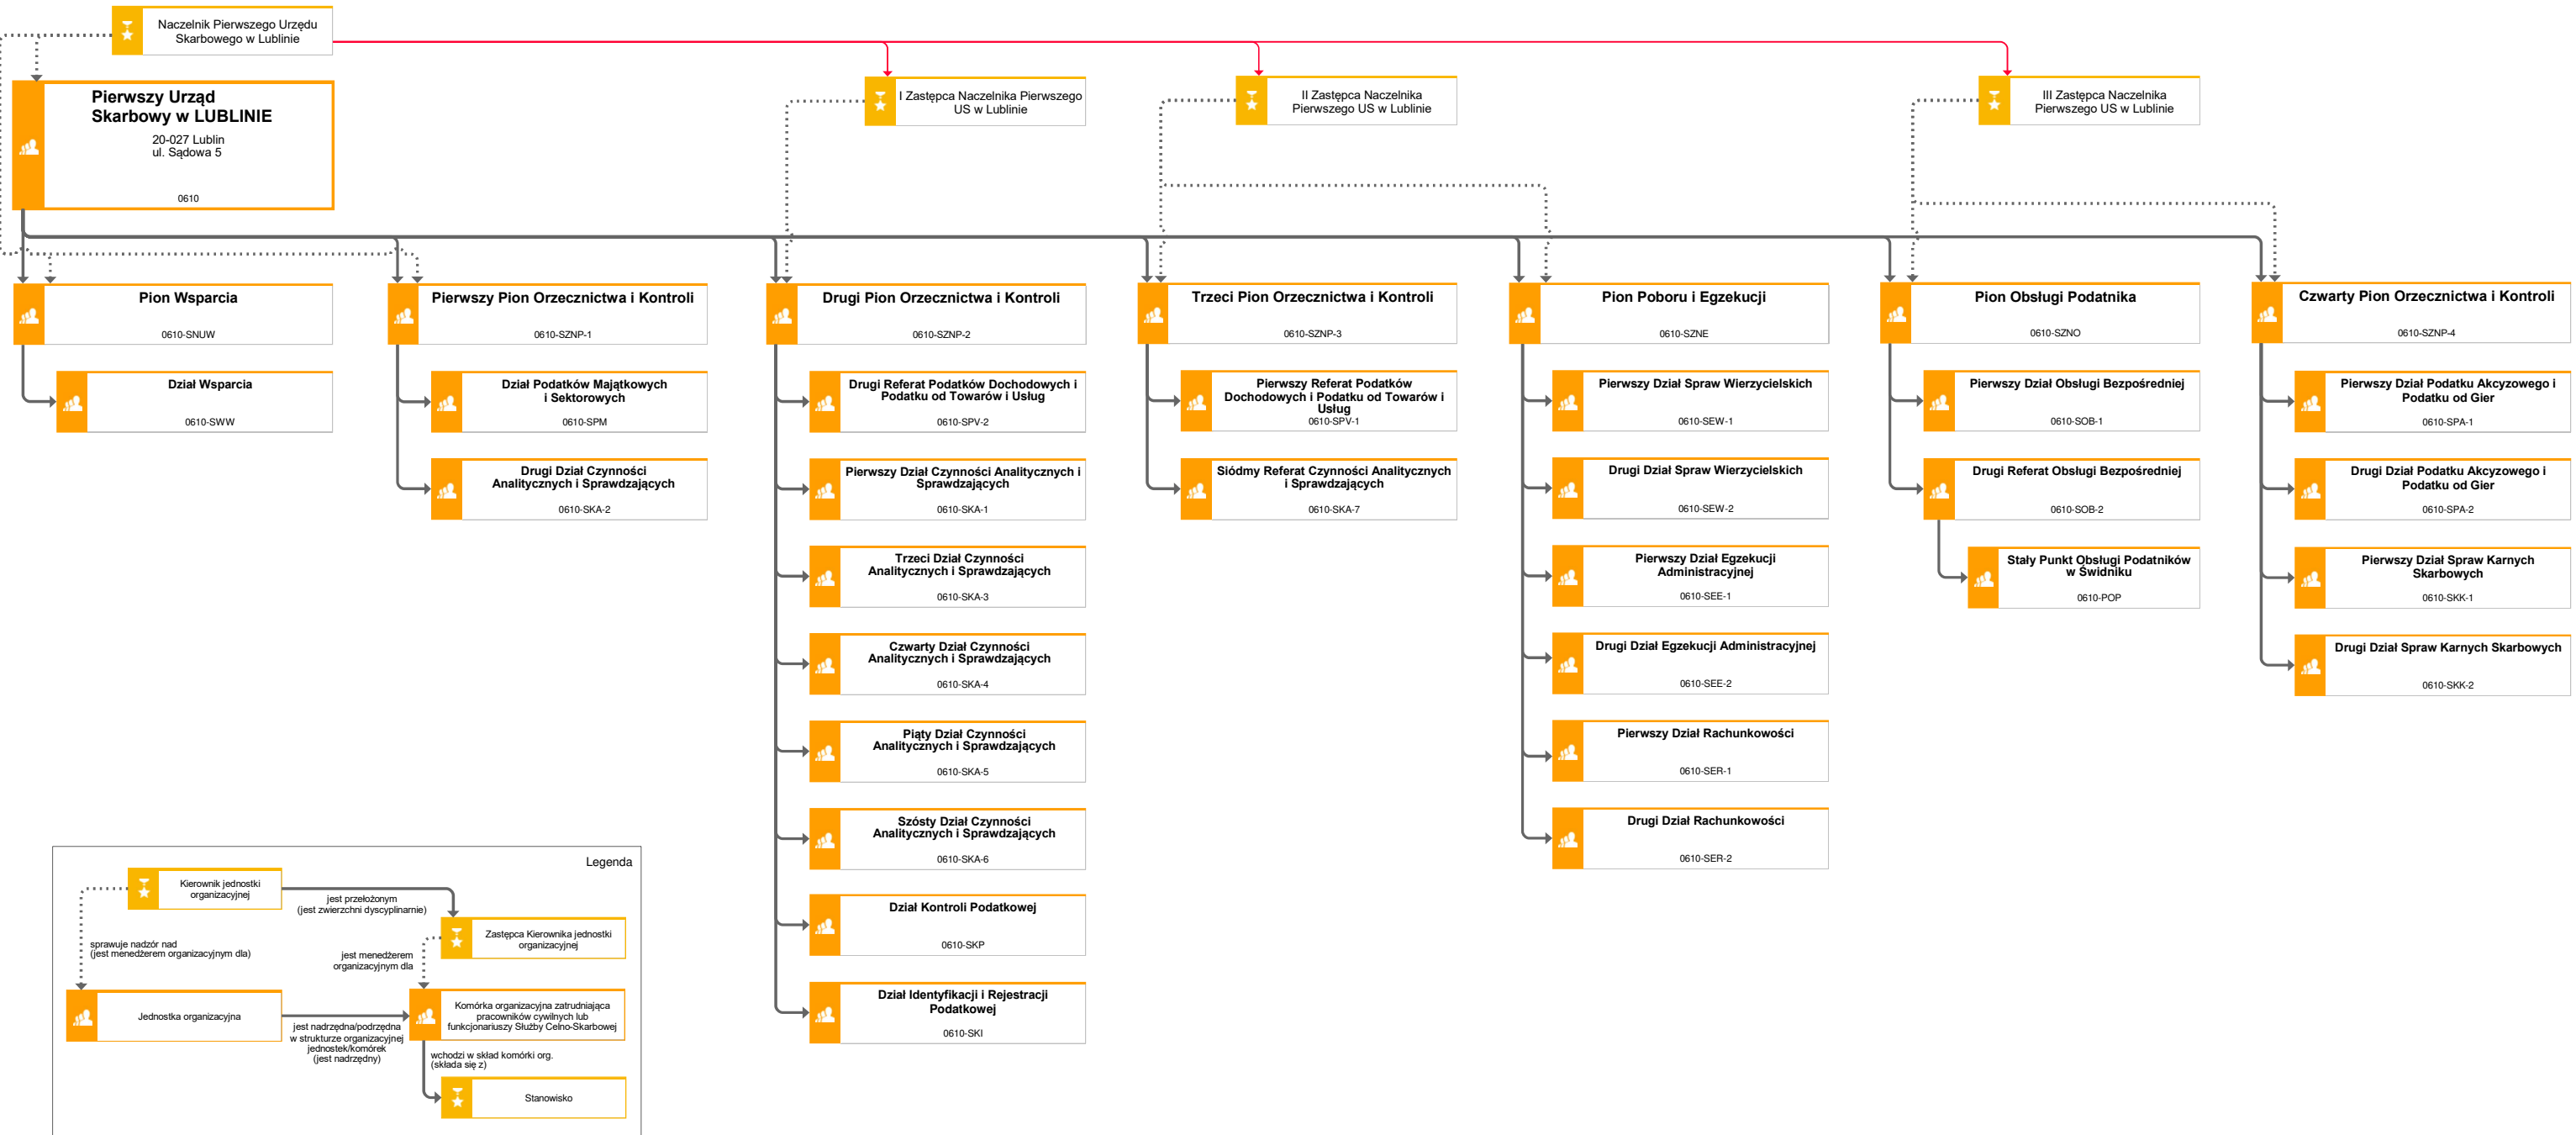 Naczelnik Pierwszego Urzędu
Skarbowego w Lublinie
Pierwszy Urząd
Skarbowy w LUBLINIE
20-027 Lublin
ul. Sądowa 5
0610
I Zastępca Naczelnika Pierwszego
US w Lublinie
II Zastępca Naczelnika
Pierwszego US w Lublinie
III Zastępca Naczelnika
Pierwszego US w Lublinie
Pion Wsparcia
0610-SNUW
Dział Wsparcia
0610-SWW
Pierwszy Pion Orzecznictwa i Kontroli
0610-SZNP-1
Dział Podatków Majątkowych
i Sektorowych
0610-SPM
Drugi Dział Czynności
Analitycznych i Sprawdzających
0610-SKA-2
Drugi Pion Orzecznictwa i Kontroli
0610-SZNP-2
Drugi Referat Podatków Dochodowych i
Podatku od Towarów i Usług
0610-SPV-2
Pierwszy Dział Czynności Analitycznych i
Sprawdzających
0610-SKA-1
Trzeci Dział Czynności
Analitycznych i Sprawdzających
0610-SKA-3
Czwarty Dział Czynności
Analitycznych i Sprawdzających
0610-SKA-4
Piąty Dział Czynności
Analitycznych i Sprawdzających
0610-SKA-5
Szósty Dział Czynności
Analitycznych i Sprawdzających
0610-SKA-6
Dział Kontroli Podatkowej
0610-SKP
Dział Identyfikacji i Rejestracji
Podatkowej
0610-SKI
Trzeci Pion Orzecznictwa i Kontroli
0610-SZNP-3
Pierwszy Referat Podatków
Dochodowych i Podatku od Towarów i
Usług
0610-SPV-1
Siódmy Referat Czynności Analitycznych
i Sprawdzających
0610-SKA-7
Pion Poboru i Egzekucji
0610-SZNE
Pierwszy Dział Spraw Wierzycielskich
0610-SEW-1
Drugi Dział Spraw Wierzycielskich
0610-SEW-2
Pierwszy Dział Egzekucji
Administracyjnej
0610-SEE-1
Drugi Dział Egzekucji Administracyjnej
0610-SEE-2
Pierwszy Dział Rachunkowości
0610-SER-1
Drugi Dział Rachunkowości
0610-SER-2
Pion Obsługi Podatnika
0610-SZNO
Pierwszy Dział Obsługi Bezpośredniej
0610-SOB-1
Drugi Referat Obsługi Bezpośredniej
0610-SOB-2
Stały Punkt Obsługi Podatników
w Świdniku
0610-POP
Czwarty Pion Orzecznictwa i Kontroli
0610-SZNP-4
Pierwszy Dział Podatku Akcyzowego i
Podatku od Gier
0610-SPA-1
Drugi Dział Podatku Akcyzowego i
Podatku od Gier
0610-SPA-2
Pierwszy Dział Spraw Karnych
Skarbowych
0610-SKK-1
Drugi Dział Spraw Karnych Skarbowych
0610-SKK-2
Legenda
Kierownik jednostki
organizacyjnej
jest przełożonym
(jest zwierzchni dyscyplinarnie)
Zastępca Kierownika jednostki
organizacyjnej
sprawuje nadzór nad
(jest menedżerem organizacyjnym dla)
jest menedżerem
organizacyjnym dla
Jednostka organizacyjna
jest nadrzędna/podrzędna
w strukturze organizacyjnej
jednostek/komórek
(jest nadrzędny)
Komórka organizacyjna zatrudniająca
pracowników cywilnych lub
funkcjonariuszy Służby Celno-Skarbowej
wchodzi w skład komórki org.
(składa się z)
Stanowisko